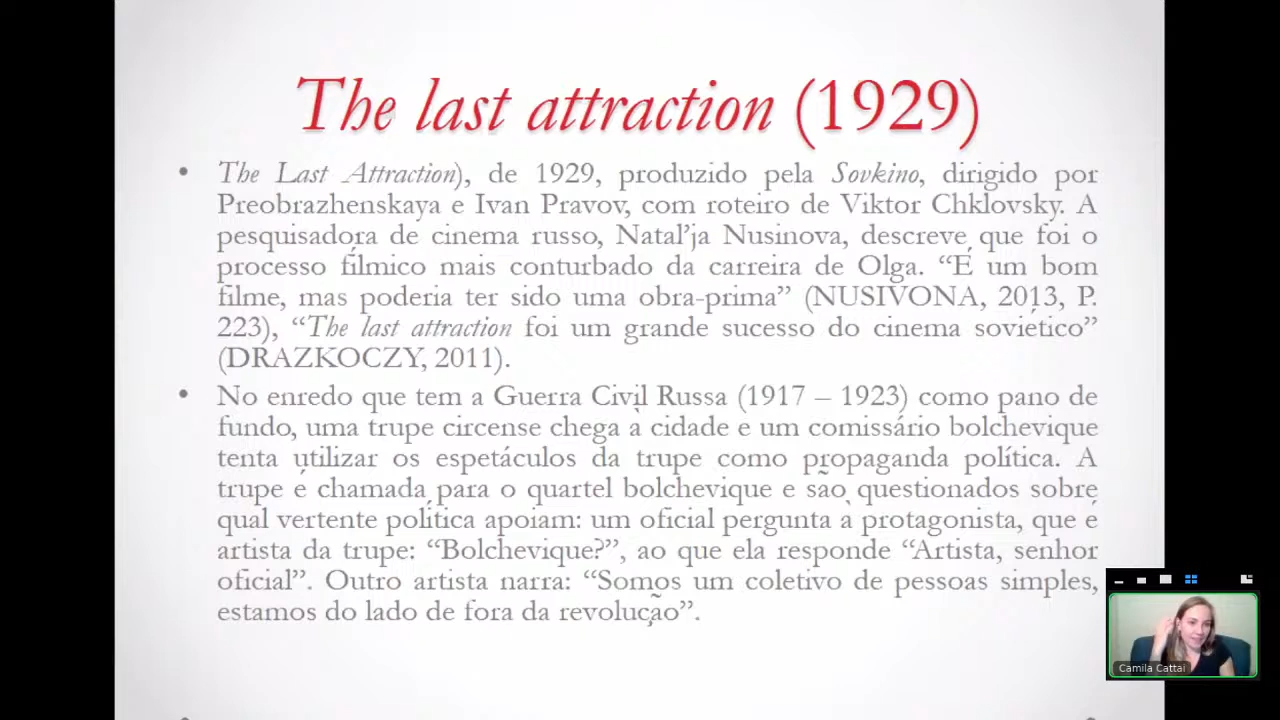 The last attraction (1929)
• The Last Attraction), de 1929, produzido pela Sovkino, dirigido por
Preobrazhenskaya e Ivan Pravov, com roteiro de Viktor Chklovsky. A
pesquisadora de cinema russo, Natal’ja Nusinova, descreve que foi o
processo fílmico mais conturbado da carreira de Olga. “É um bom
filme, mas poderia ter sido uma obra-prima” (NUSIVONA, 2013, P.
223), “The last attraction foi um grande sucesso do cinema soviético”
(DRAZKOCZY, 2011).
• No enredo que tem a Guerra Civil Russa (1917 – 1923) como pano de
fundo, uma trupe circense chega à cidade e um comissário bolchevique
tenta utilizar os espetáculos da trupe como propaganda política. A
trupe é chamada para o quartel bolchevique e são questionados sobre
qual vertente política apoiam: um oficial pergunta à protagonista, que é
artista da trupe: “Bolchevique?”, ao que ela responde “Artista, senhor
oficial”. Outro artista narra: “Somos um coletivo de pessoas simples,
estamos do lado de fora da revolução”.
Camila Cattai